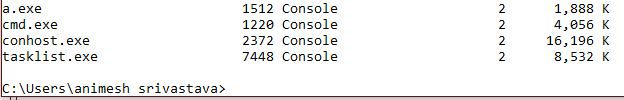 a.exe                         1512 Console                    2      1,888 K
cmd.exe                       1220 Console                    2      4,056 K
conhost.exe                   2372 Console                    2     16,196 K
tasklist.exe                  7448 Console                    2      8,532 K
C:\Users\animesh srivastava>